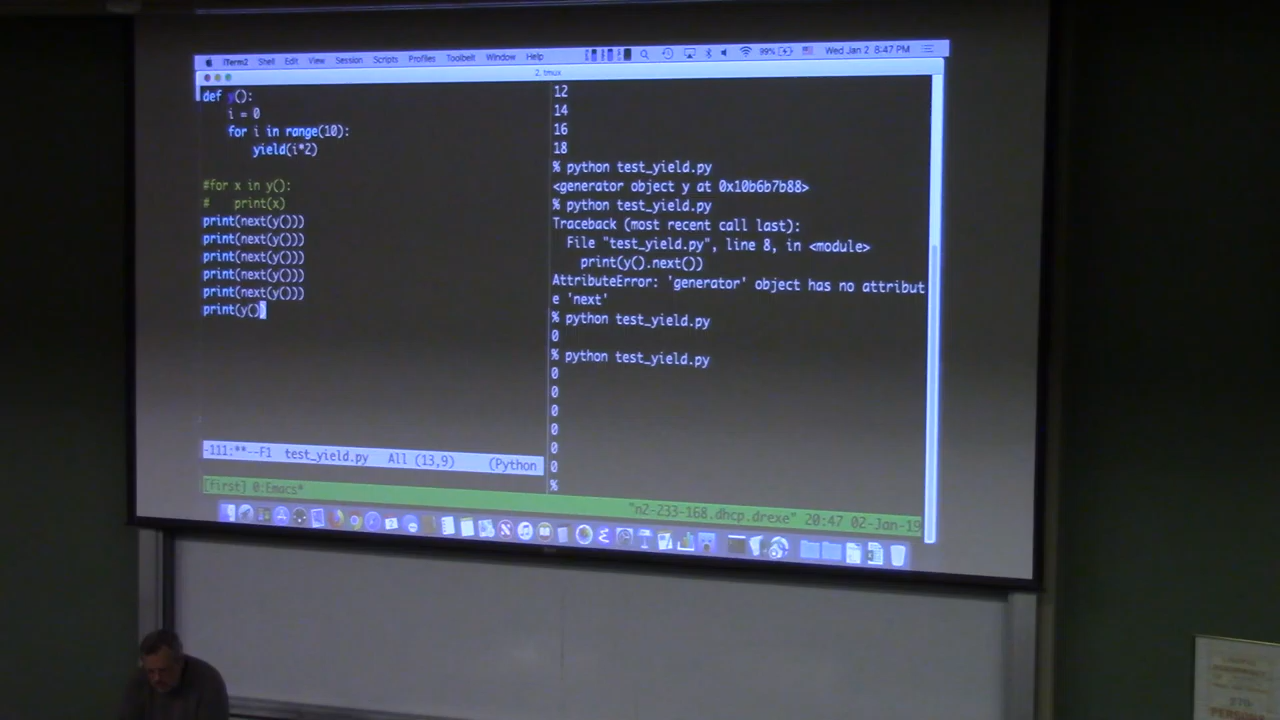 iTerm2 Shell Edit View Session Scripts Profiles Toolbelt Window Help 99% Wed Jan 2 8:47 PM
2. tmux
def y():
    i = 0
    for i in range(10):
        yield(i*2)
#for x in y():
#   print(x)
print(next(y()))
print(next(y()))
print(next(y()))
print(next(y()))
print(next(y()))
print(y())
-111:**--F1 test_yield.py All (13,9) (Python
12
14
16
18
% python test_yield.py
<generator object y at 0x10b6b7b88>
% python test_yield.py
Traceback (most recent call last):
  File "test_yield.py", line 8, in <module>
    print(y().next())
AttributeError: 'generator' object has no attribut
e 'next'
% python test_yield.py
0
% python test_yield.py
0
0
0
0
0
0
%
[first] 0:Emacs* "n2-233-168.dhcp.drexe" 20:47 02-Jan-19